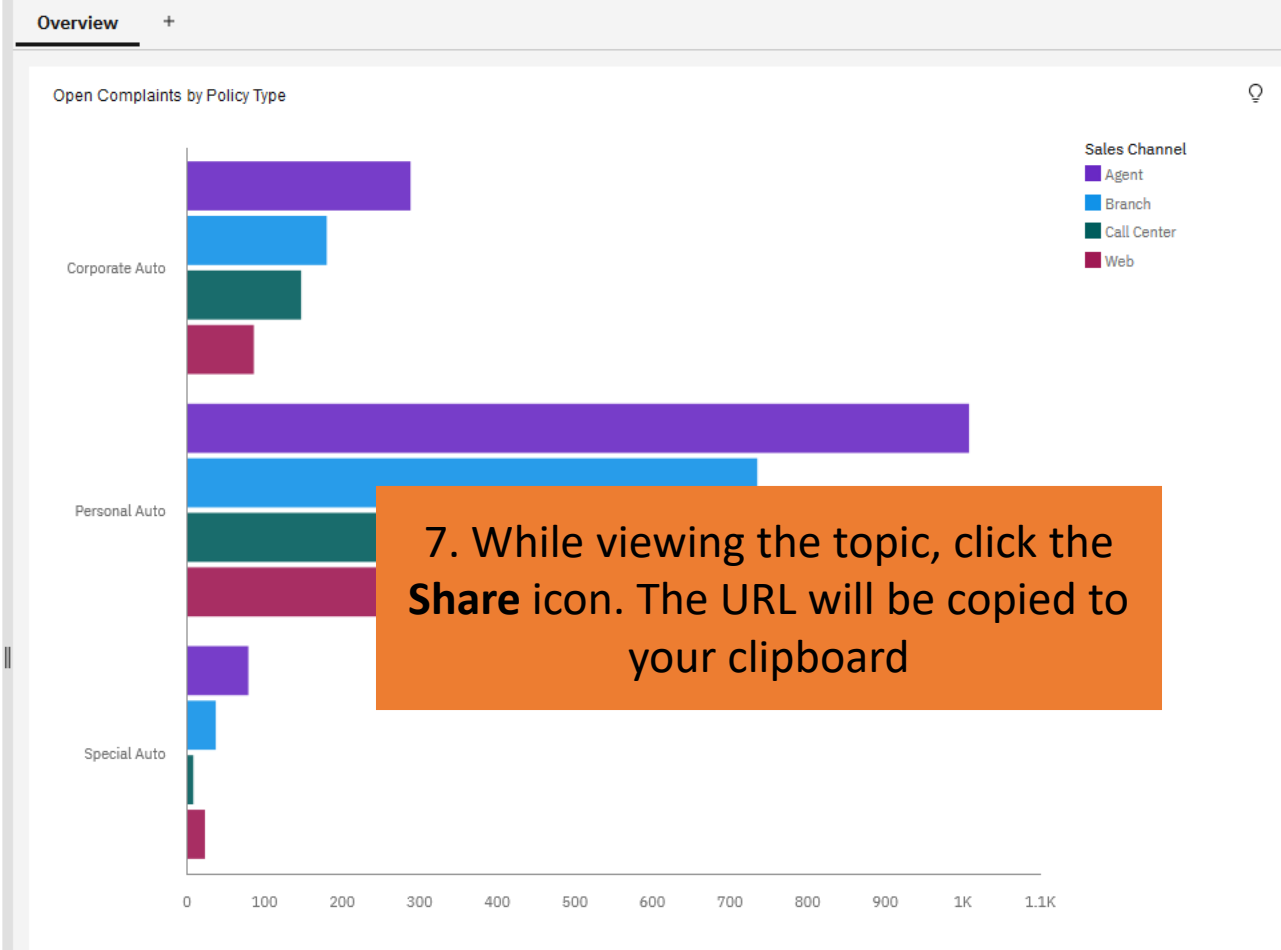 Overview +
Open Complaints by Policy Type
Sales Channel
Agent
Branch
Call Center
Web
Corporate Auto
Personal Auto
Special Auto
7. While viewing the topic, click the
Share icon. The URL will be copied to
your clipboard
0 100 200 300 400 500 600 700 800 900 1K 1.1K